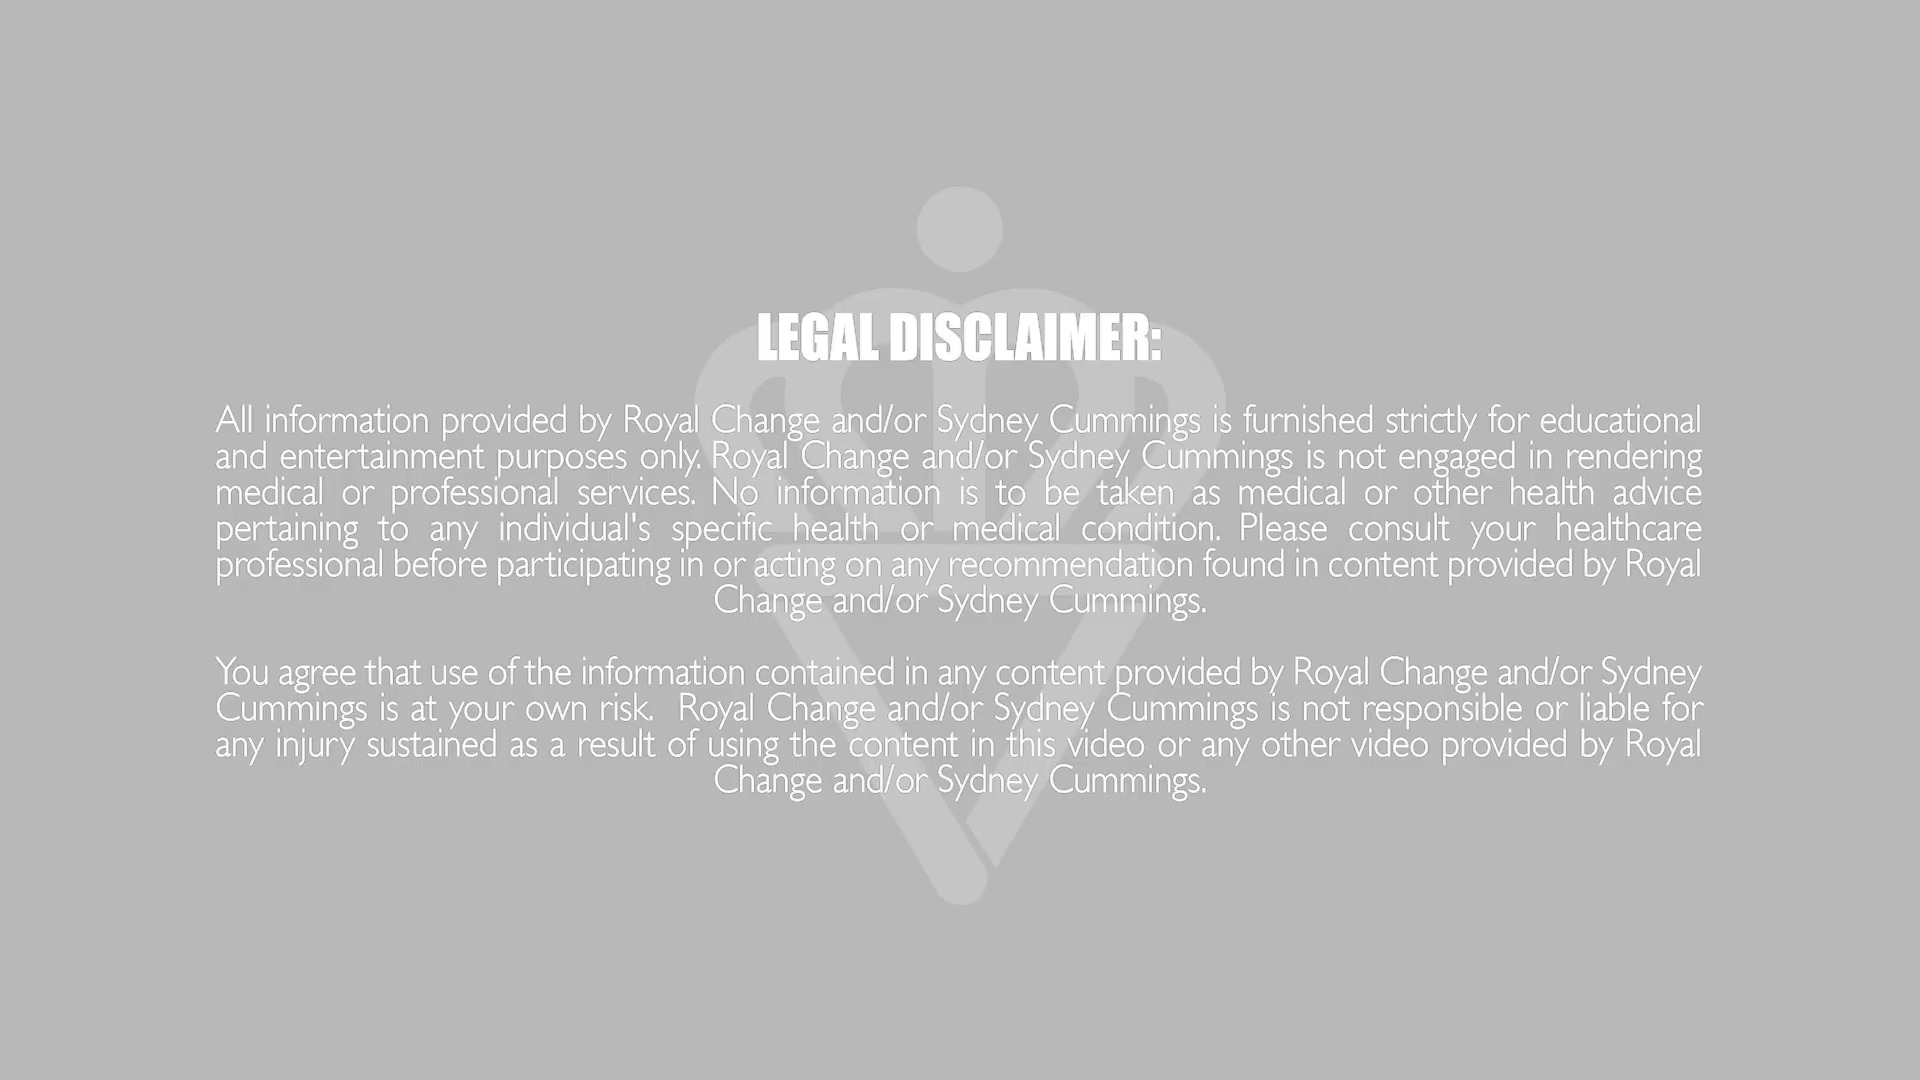 LEGAL DISCLAIMER:
All information provided by Royal Change and/or Sydney Cummings is furnished strictly for educational
and entertainment purposes only. Royal Change and/or Sydney Cummings is not engaged in rendering
medical or professional services. No information is to be taken as medical or other health advice
pertaining to any individual's specific health or medical condition. Please consult your healthcare
professional before participating in or acting on any recommendation found in content provided by Royal
Change and/or Sydney Cummings.
You agree that use of the information contained in any content provided by Royal Change and/or Sydney
Cummings is at your own risk.  Royal Change and/or Sydney Cummings is not responsible or liable for
any injury sustained as a result of using the content in this video or any other video provided by Royal
Change and/or Sydney Cummings.